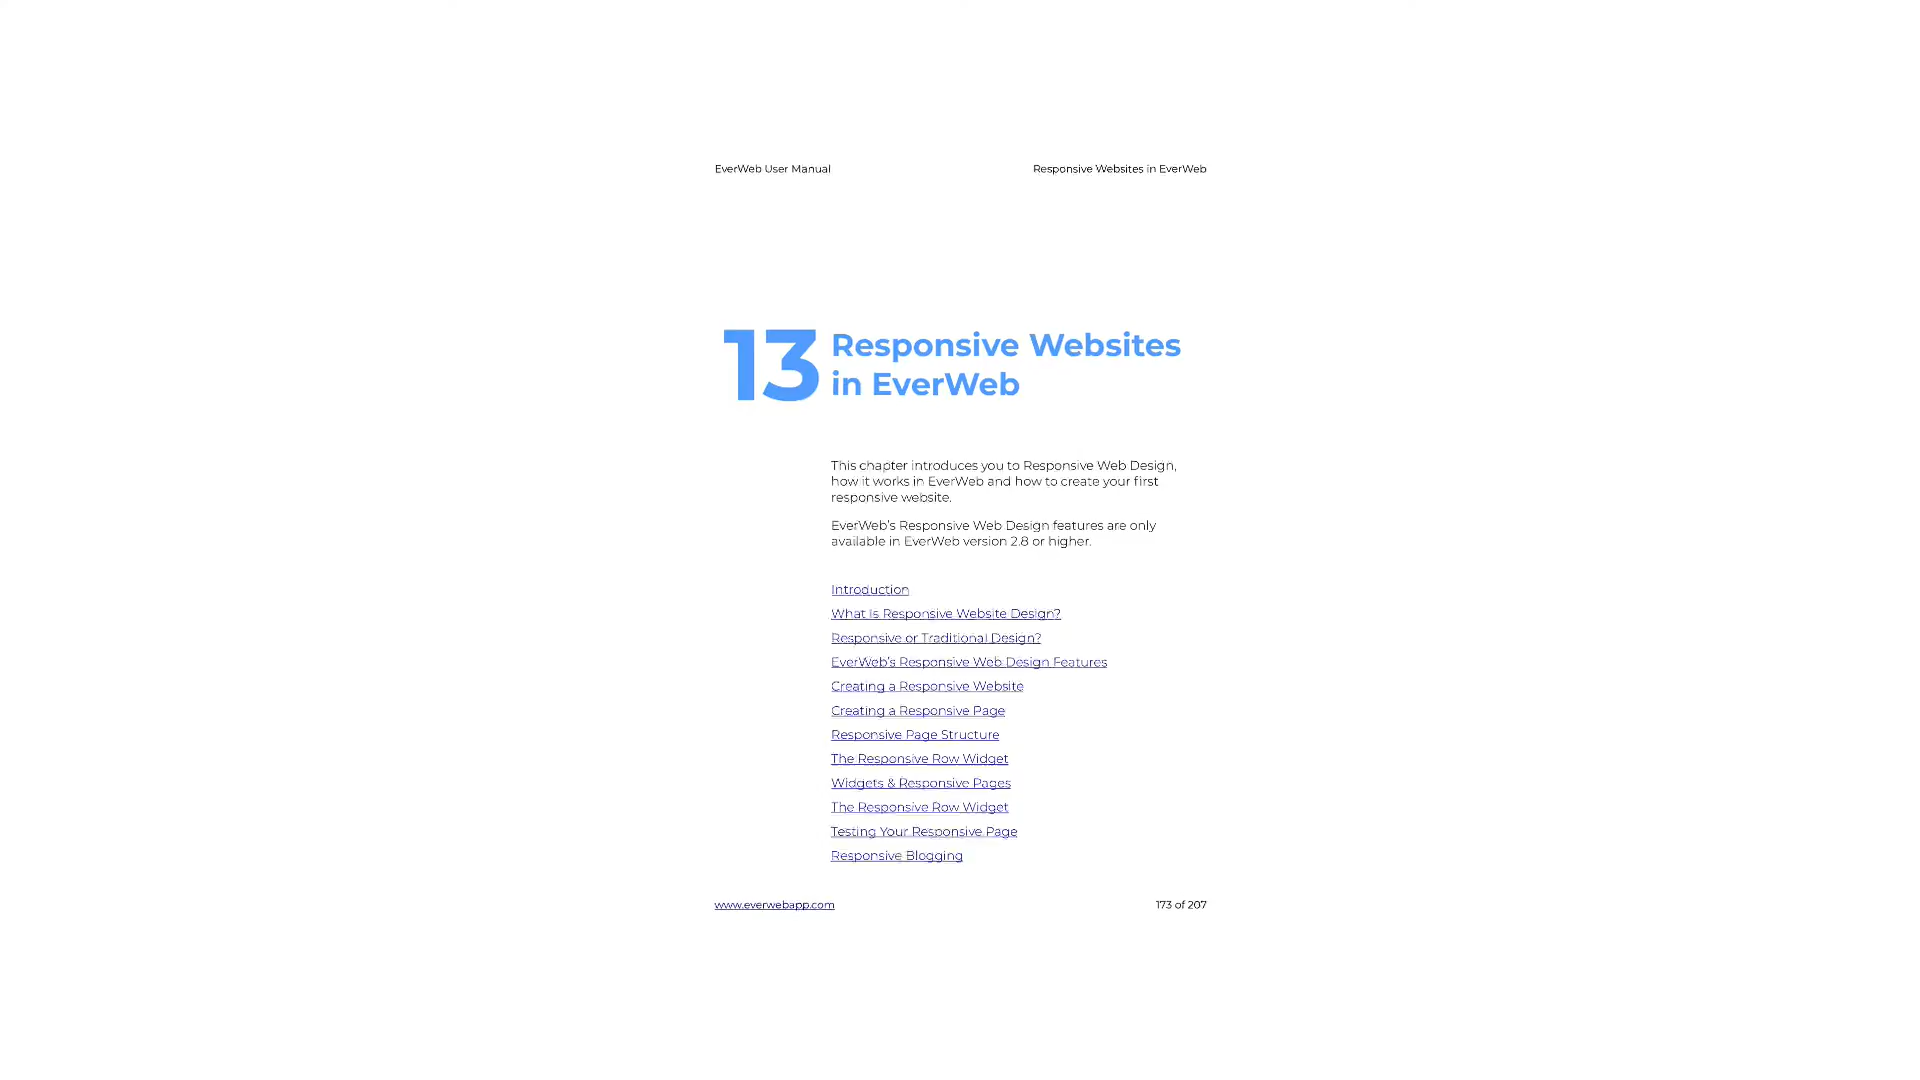 EverWeb User Manual
Responsive Websites in EverWeb
13
Responsive Websites
in EverWeb
This chapter introduces you to Responsive Web Design,
how it works in EverWeb and how to create your first
responsive website.
EverWeb's Responsive Web Design features are only
available in EverWeb version 2.8 or higher.
Introduction
What Is Responsive Website Design?
Responsive or Traditional Design?
EverWeb's Responsive Web Design Features
Creating a Responsive Website
Creating a Responsive Page
Responsive Page Structure
The Responsive Row Widget
Widgets & Responsive Pages
The Responsive Row Widget
Testing Your Responsive Page
Responsive Blogging
www.everwebapp.com
173 of 207